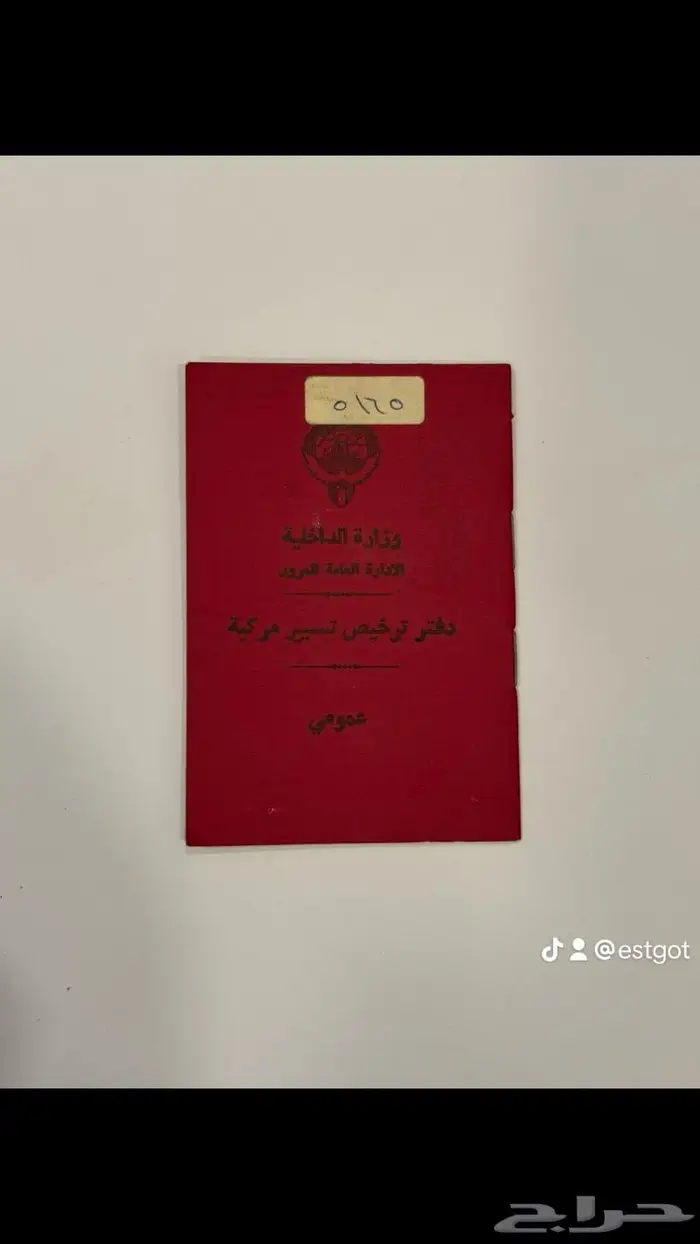 ٥١٦٥
وزارة الداخلية
الادارة العامة للمرور
دفتر ترخيص تسيير مركبة
عمومي
@estgot
حراج